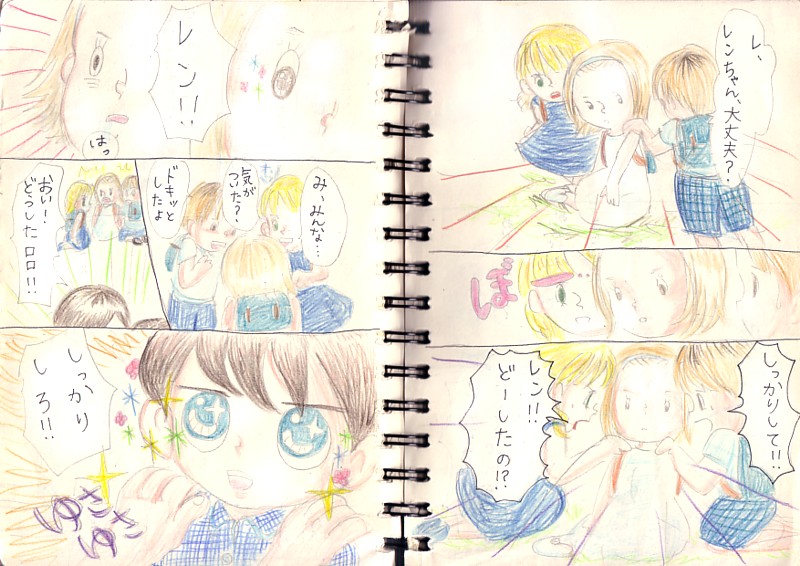 レ、
レンちゃん、大丈夫?
ぼー
…
しっかりして!!
レン!!
どーしたの!?
レン!!
はっ
み、みんな…
気が
ついた?
ドキッと
したよ
おい!
どうしたロロ!!
しっかり
しろ!!
ゆさ
ゆさ